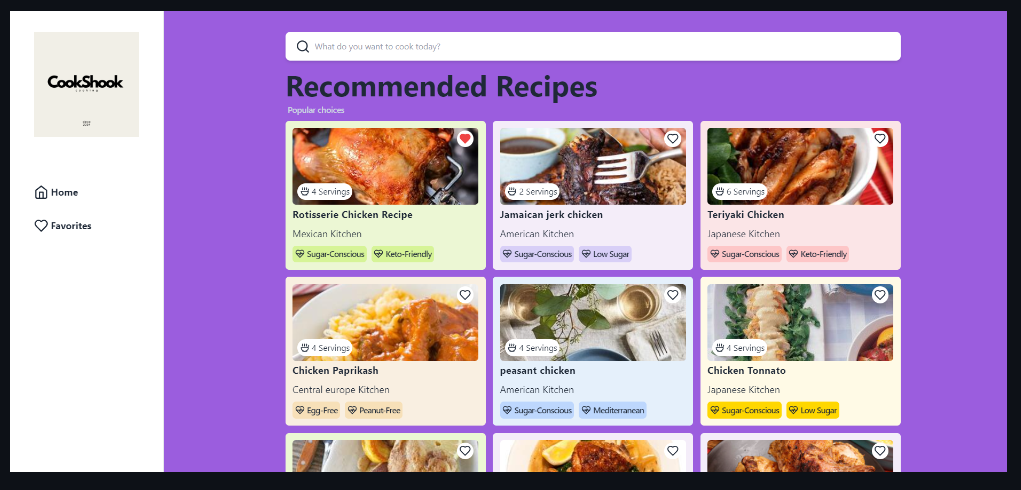 CookShook
What do you want to cook today?
Recommended Recipes
Popular choices
Home
Favorites
4 Servings
Rotisserie Chicken Recipe
Mexican Kitchen
Sugar-Conscious
Keto-Friendly
2 Servings
Jamaican jerk chicken
American Kitchen
Sugar-Conscious
Low Sugar
6 Servings
Teriyaki Chicken
Japanese Kitchen
Sugar-Conscious
Keto-Friendly
4 Servings
Chicken Paprikash
Central europe Kitchen
Egg-Free
Peanut-Free
4 Servings
peasant chicken
American Kitchen
Sugar-Conscious
Mediterranean
4 Servings
Chicken Tonnato
Japanese Kitchen
Sugar-Conscious
Low Sugar